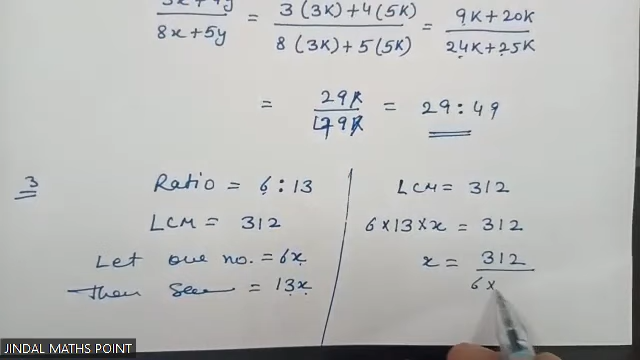 3x+4y / 8x+5y = 3(3K)+4(5K) / 8(3K)+5(5K) = 9K+20K / 24K+25K
= 29K / 49K = 29:49
3 Ratio = 6:13
LCM = 312
Let one no. = 6x
Then = 13x
LCM = 312
6×13×x = 312
x = 312 / 6×
JINDAL MATHS POINT